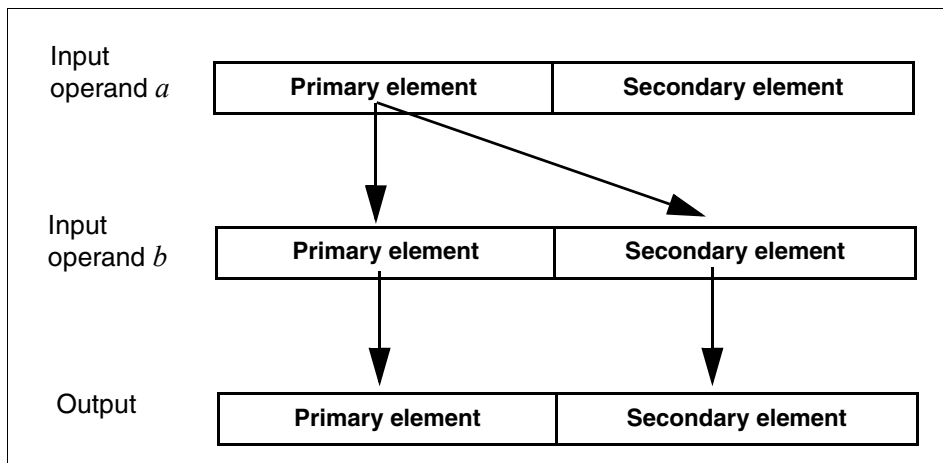 Input
operand a
Primary element Secondary element
Input
operand b
Primary element Secondary element
Output
Primary element Secondary element